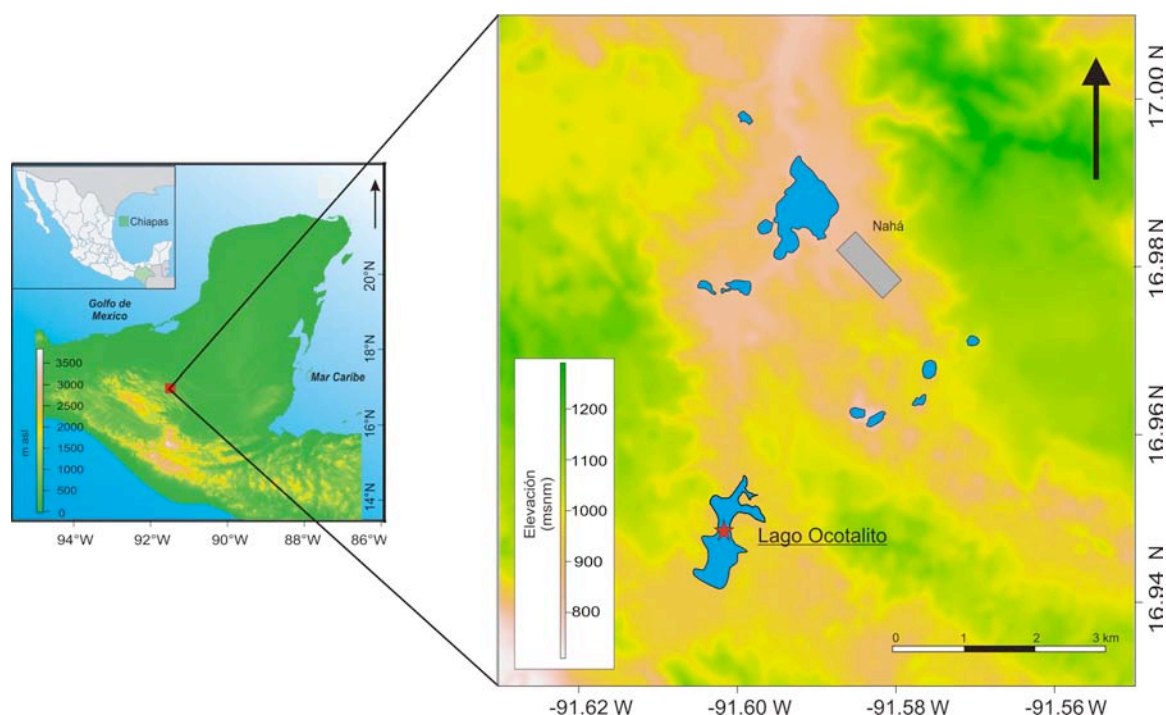 Chiapas
Golfo de
Mexico
Mar Caribe
20°N
18°N
16°N
14°N
3500
3000
2500
1500
1000
500
0
m asl
94°W
91°W
90°W
88°W
86°W
Nahá
Lago Ocotalito
Elevación
(msnm)
1200
1100
1000
900
800
0 1 2 3 km
17.00 N
16.98 N
16.96 N
16.94 N
-91.62 W
-91.60 W
-91.58 W
-91.56 W